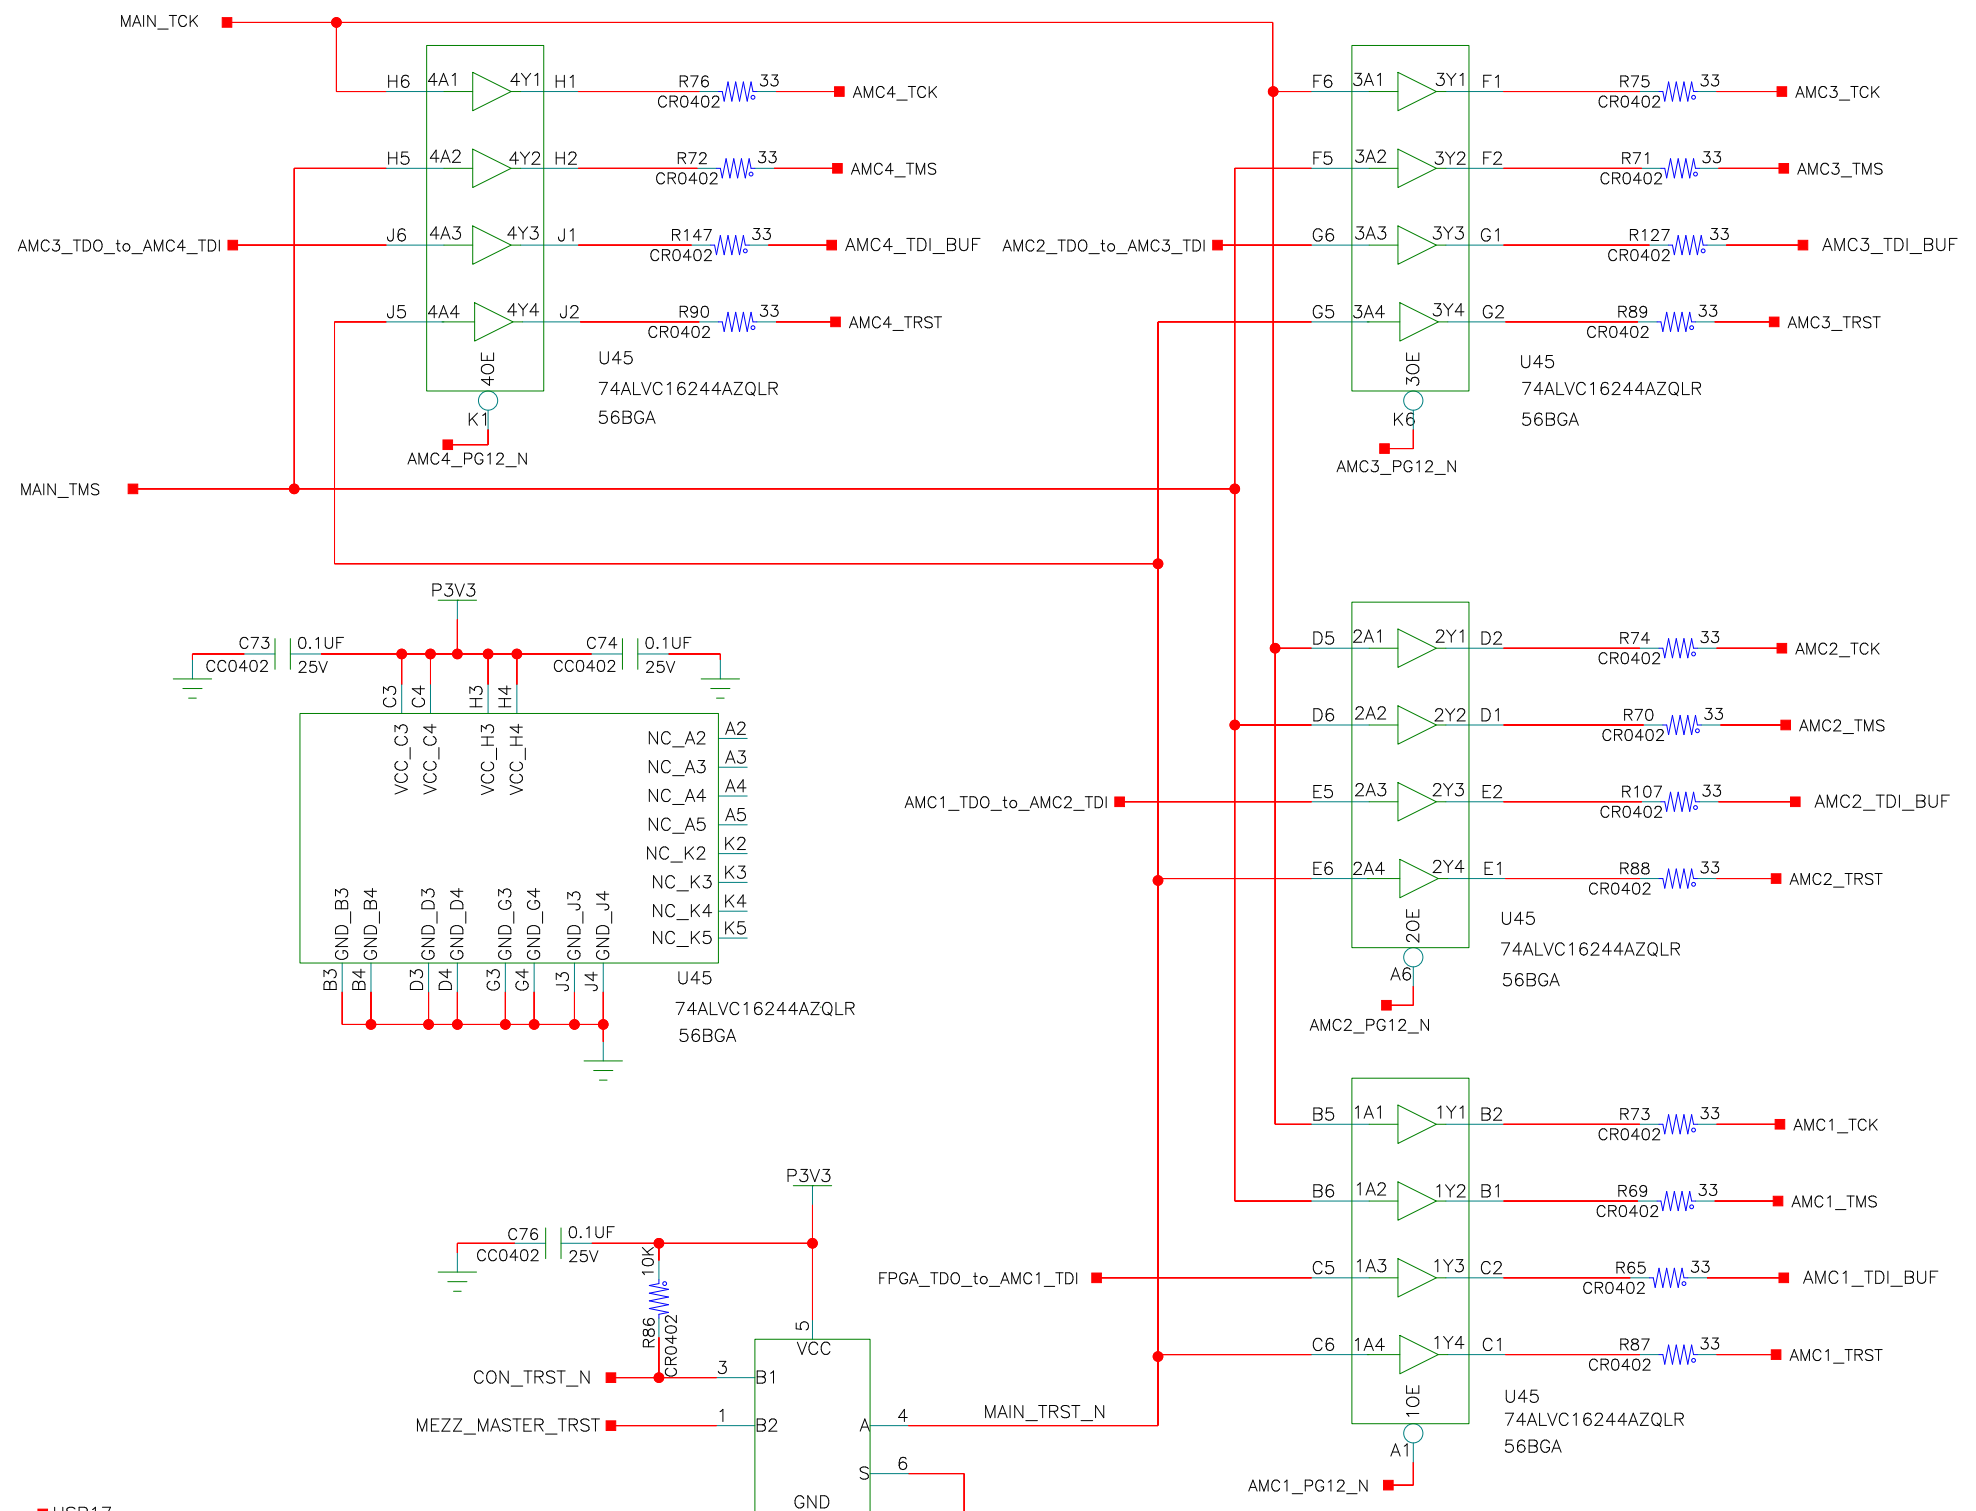 MAIN_TCK
H6 4A1 4Y1 H1 R76 33 CR0402 AMC4_TCK
H5 4A2 4Y2 H2 R72 33 CR0402 AMC4_TMS
AMC3_TDO_to_AMC4_TDI J6 4A3 4Y3 J1 R147 33 CR0402 AMC4_TDI_BUF
J5 4A4 4Y4 J2 R90 33 CR0402 AMC4_TRST
4OE
U45
74ALVC16244AZQLR
56BGA
K1
AMC4_PG12_N
F6 3A1 3Y1 F1 R75 33 CR0402 AMC3_TCK
F5 3A2 3Y2 F2 R71 33 CR0402 AMC3_TMS
AMC2_TDO_to_AMC3_TDI G6 3A3 3Y3 G1 R127 33 CR0402 AMC3_TDI_BUF
G5 3A4 3Y4 G2 R89 33 CR0402 AMC3_TRST
3OE
U45
74ALVC16244AZQLR
56BGA
K6
AMC3_PG12_N
MAIN_TMS
P3V3
C73 0.1UF
CC0402 25V
C74 0.1UF
CC0402 25V
C3 C4 H3 H4
VCC_C3 VCC_C4 VCC_H3 VCC_H4
NC_A2 A2
NC_A3 A3
NC_A4 A4
NC_A5 A5
NC_K2 K2
NC_K3 K3
NC_K4 K4
NC_K5 K5
GND_B3 GND_B4 GND_D3 GND_D4 GND_G3 GND_G4 GND_J3 GND_J4
B3 B4 D3 D4 G3 G4 J3 J4
U45
74ALVC16244AZQLR
56BGA
D5 2A1 2Y1 D2 R74 33 CR0402 AMC2_TCK
D6 2A2 2Y2 D1 R70 33 CR0402 AMC2_TMS
AMC1_TDO_to_AMC2_TDI E5 2A3 2Y3 E2 R107 33 CR0402 AMC2_TDI_BUF
E6 2A4 2Y4 E1 R88 33 CR0402 AMC2_TRST
2OE
U45
74ALVC16244AZQLR
56BGA
A6
AMC2_PG12_N
B5 1A1 1Y1 B2 R73 33 CR0402 AMC1_TCK
B6 1A2 1Y2 B1 R69 33 CR0402 AMC1_TMS
FPGA_TDO_to_AMC1_TDI C5 1A3 1Y3 C2 R65 33 CR0402 AMC1_TDI_BUF
C6 1A4 1Y4 C1 R87 33 CR0402 AMC1_TRST
1OE
U45
74ALVC16244AZQLR
56BGA
A1
AMC1_PG12_N
P3V3
C76 0.1UF
CC0402 25V
10K
R86
CR0402
5
VCC
CON_TRST_N 3 B1
MEZZ_MASTER_TRST 1 B2
A 4 MAIN_TRST_N
S 6
GND